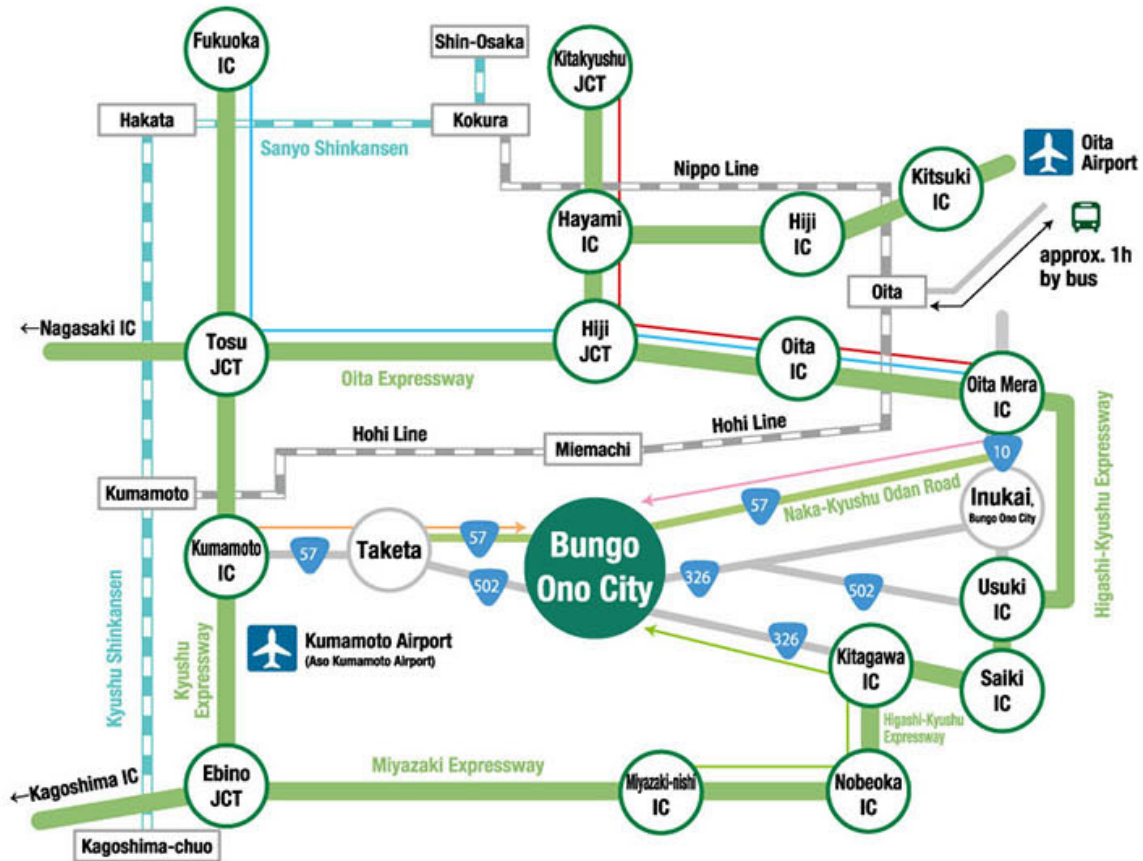 Fukuoka
IC
Shin-Osaka
Kitakyushu
JCT
Hakata
Kokura
Sanyo Shinkansen
Nippo Line
Kitsuki
IC
Oita
Airport
Hayami
IC
Hiji
IC
approx. 1h
by bus
Oita
←Nagasaki IC
Tosu
JCT
Hiji
JCT
Oita
IC
Oita Mera
IC
Oita Expressway
Hohi Line
Miemachi
Hohi Line
Higashi-Kyushu Expressway
10
Kumamoto
57
Naka-Kyushu Odan Road
Inukai,
Bungo Ono City
Kumamoto
IC
57
Taketa
57
502
Bungo
Ono City
326
502
Usuki
IC
326
Kyushu Shinkansen
Kyushu
Expressway
Kumamoto Airport
(Aso Kumamoto Airport)
Kitagawa
IC
Saiki
IC
Higashi-Kyushu
Expressway
←Kagoshima IC
Ebino
JCT
Miyazaki Expressway
Miyazaki-nishi
IC
Nobeoka
IC
Kagoshima-chuo